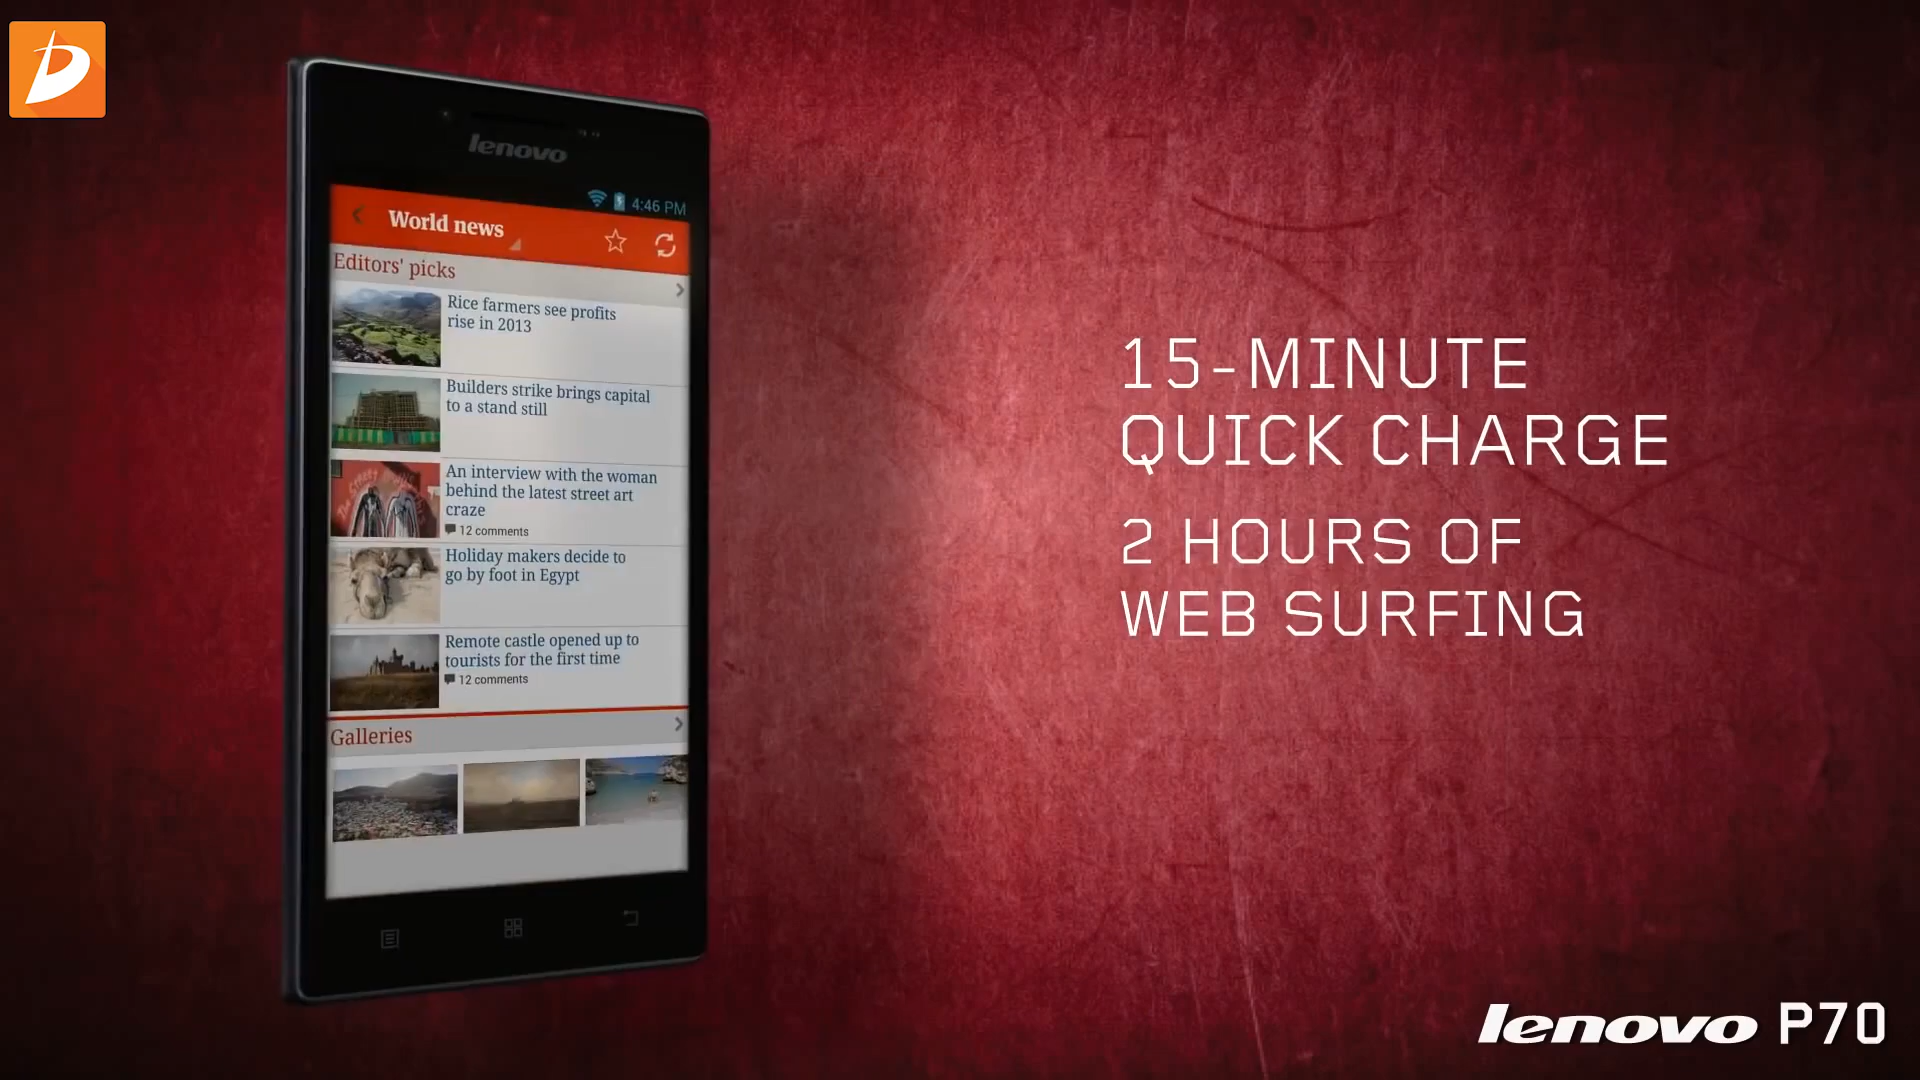 lenovo
4:46 PM
World news
Editors' picks
Rice farmers see profits
rise in 2013
Builders strike brings capital
to a stand still
An interview with the woman
behind the latest street art
craze
12 comments
Holiday makers decide to
go by foot in Egypt
Remote castle opened up to
tourists for the first time
12 comments
Galleries
15-MINUTE
QUICK CHARGE
2 HOURS OF
WEB SURFING
lenovo P70